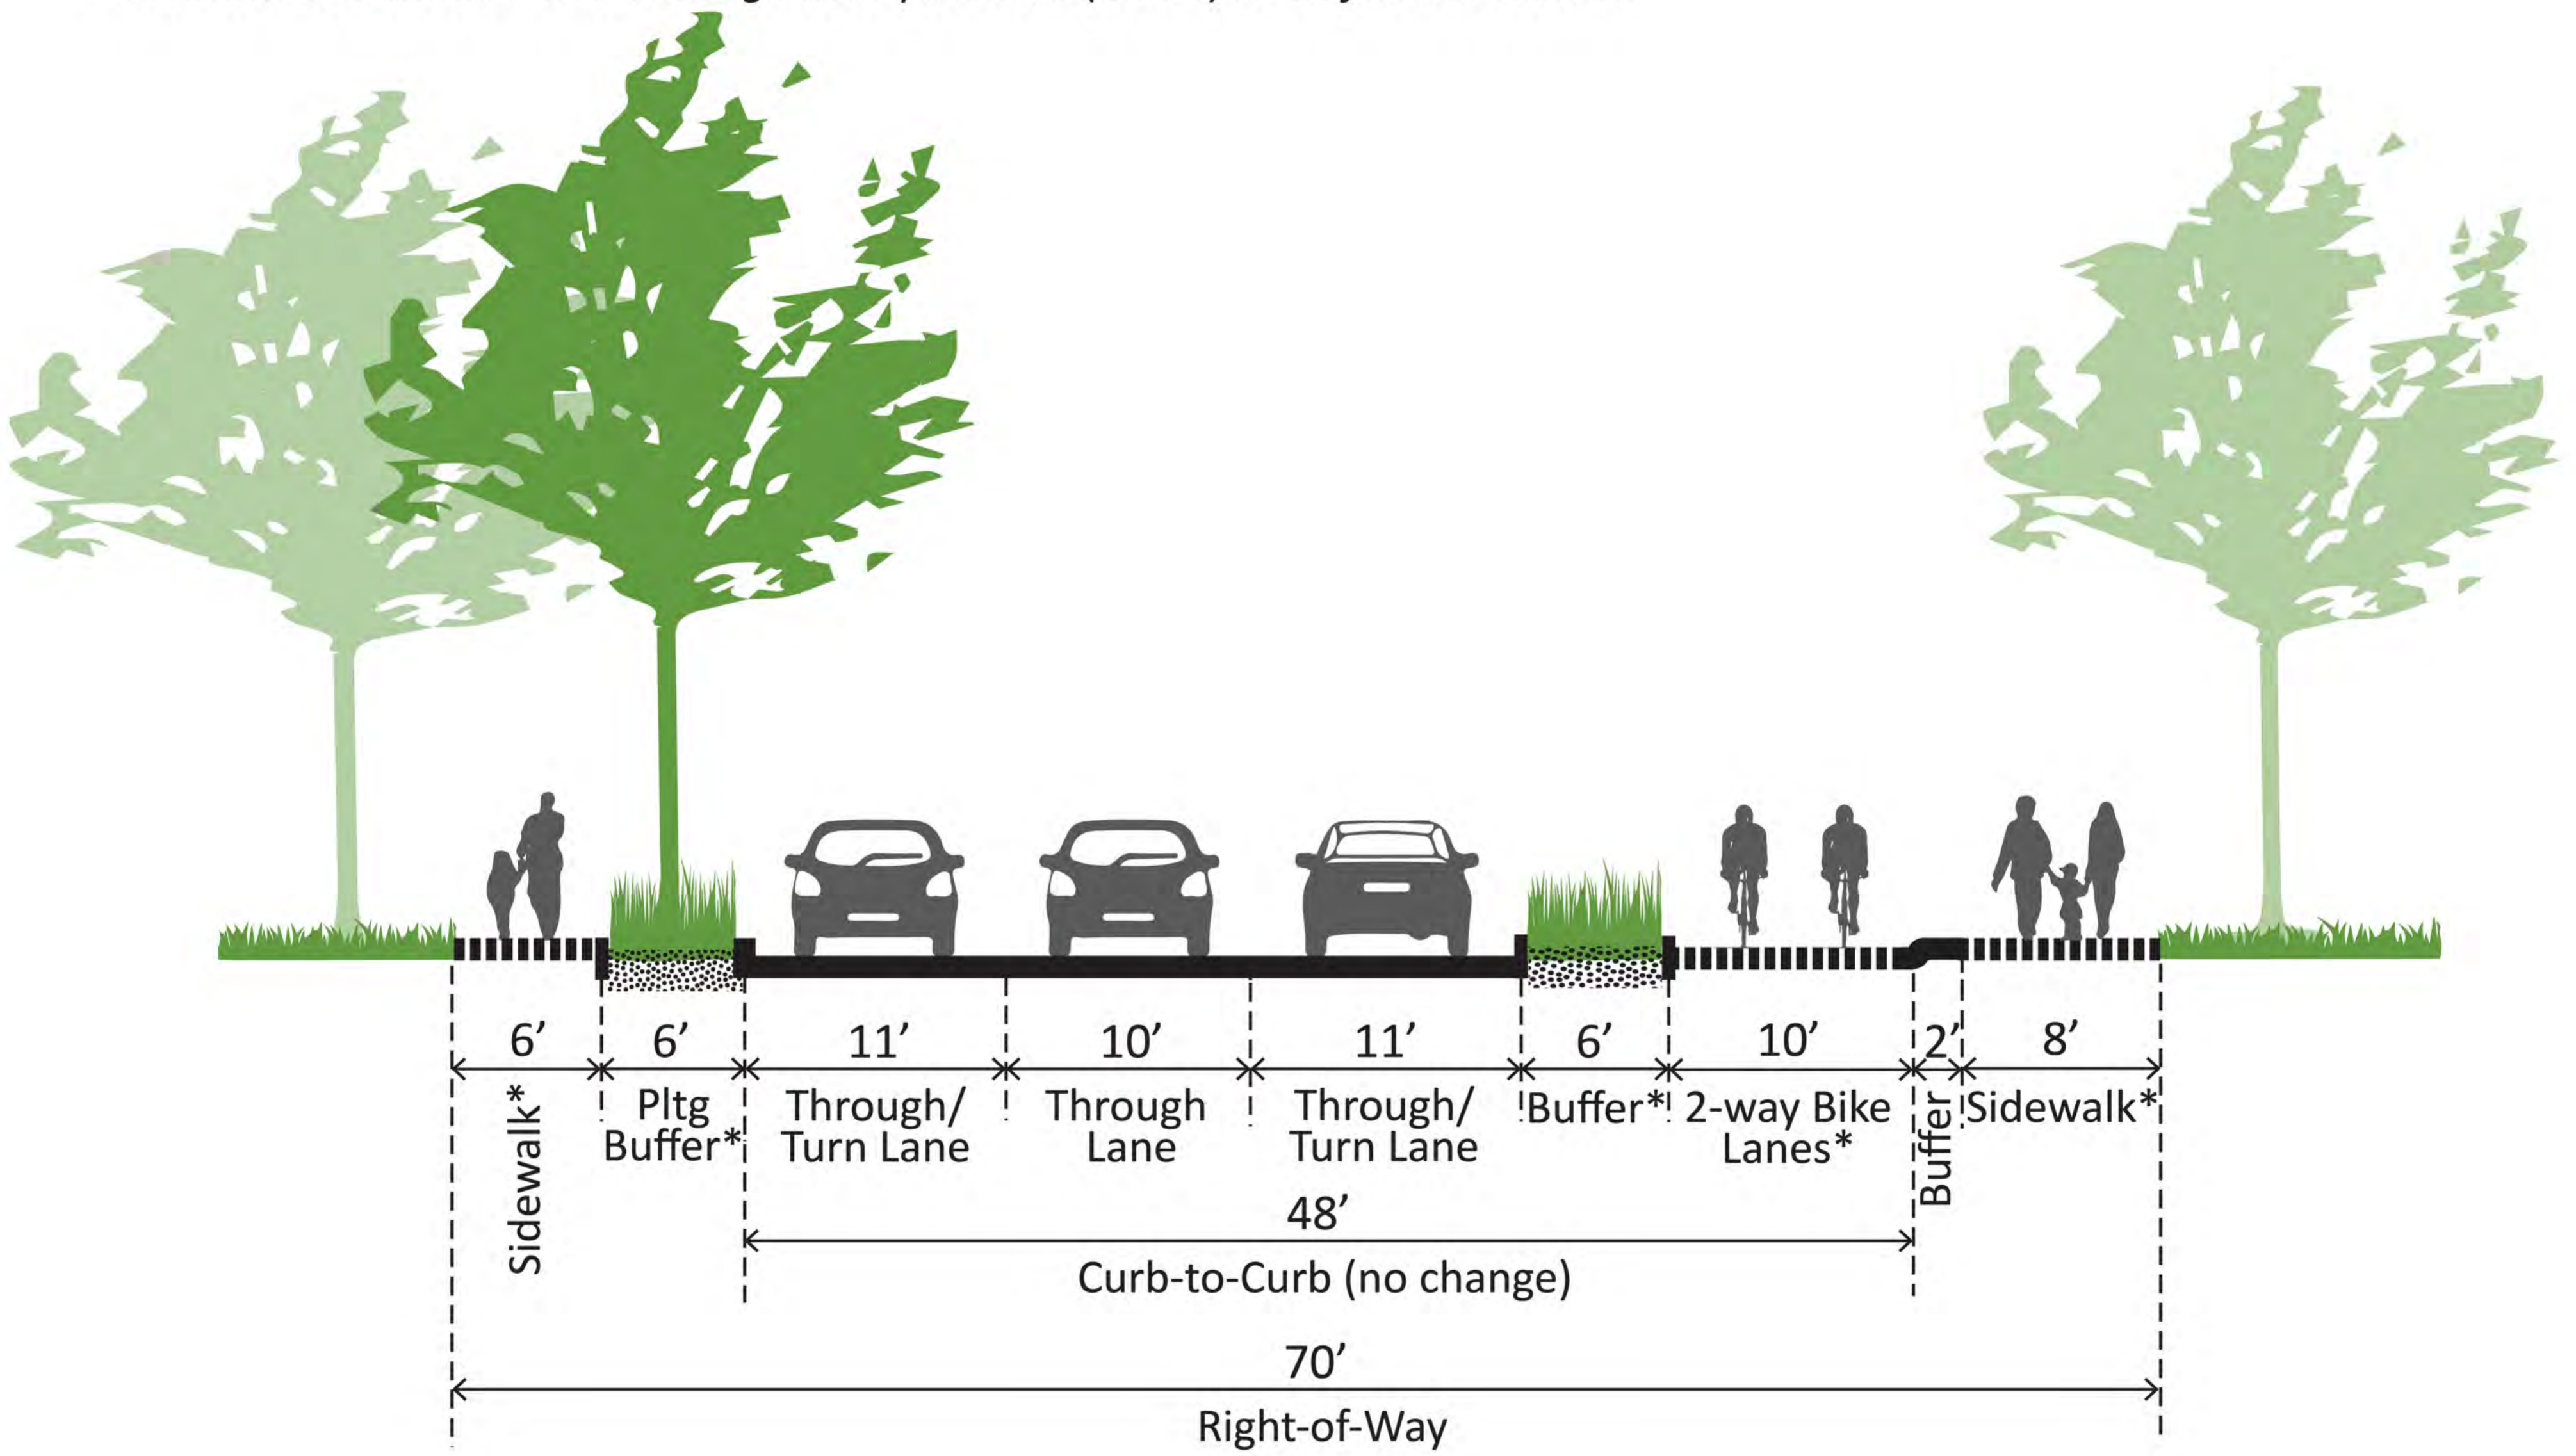 6’ 6’ 11’ 10’ 11’ 6’ 10’ 2’ 8’
Sidewalk*
Pltg
Buffer*
Through/
Turn Lane
Through
Lane
Through/
Turn Lane
Buffer*
2-way Bike
Lanes*
Buffer
Sidewalk*
48’
Curb-to-Curb (no change)
70’
Right-of-Way